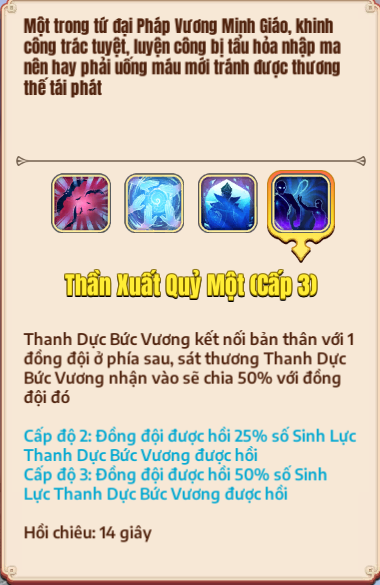 Một trong tứ đại Pháp Vương Minh Giáo, khinh
công trác tuyệt, luyện công bị tẩu hỏa nhập ma
nên hay phải uống máu mới tránh được thương
thế tái phát
Thần Xuất Quỷ Một (Cấp 3)
Thanh Dực Bức Vương kết nối bản thân với 1
đồng đội ở phía sau, sát thương Thanh Dực
Bức Vương nhận vào sẽ chia 50% với đồng
đội đó
Cấp độ 2: Đồng đội được hồi 25% số Sinh Lực
Thanh Dực Bức Vương được hồi
Cấp độ 3: Đồng đội được hồi 50% số Sinh
Lực Thanh Dực Bức Vương được hồi
Hồi chiêu: 14 giây